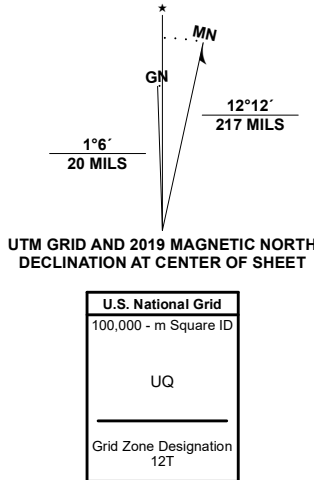 ★
MN
GN
12°12´
217 MILS
1°6´
20 MILS
UTM GRID AND 2019 MAGNETIC NORTH
DECLINATION AT CENTER OF SHEET
U.S. National Grid
100,000 - m Square ID
UQ
Grid Zone Designation
12T